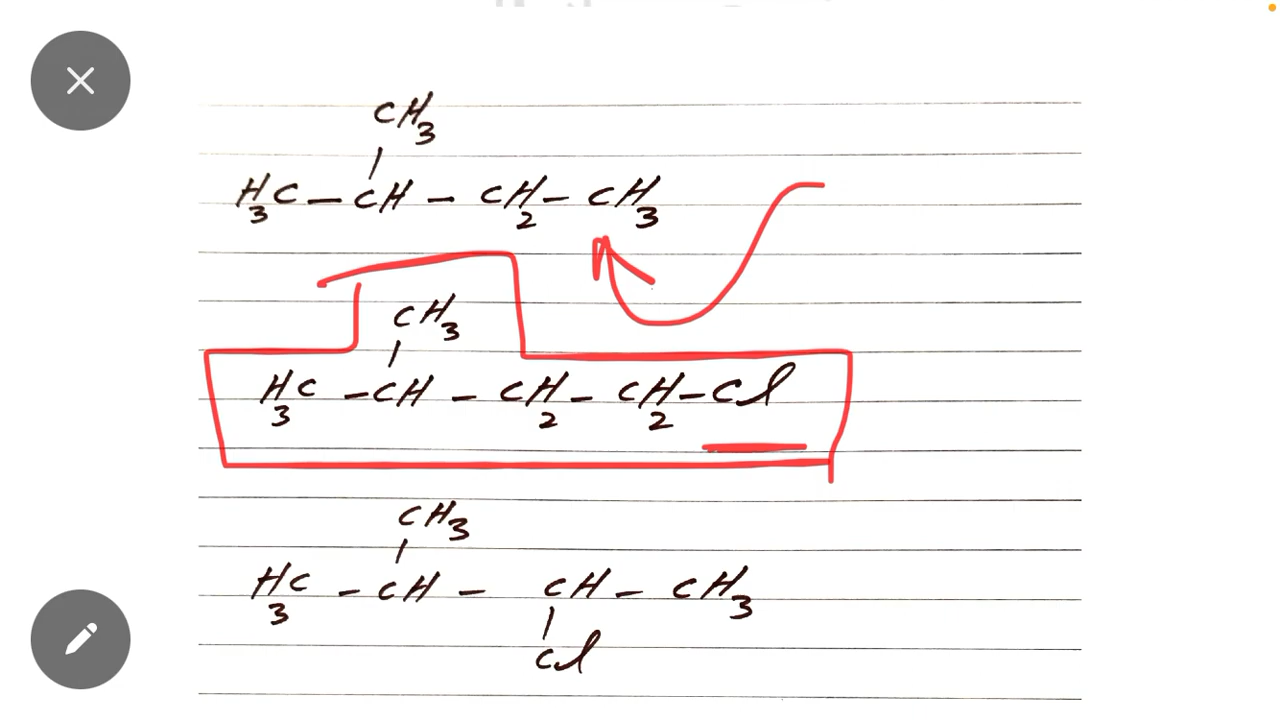 CH3
H3C – CH – CH2 – CH3
CH3
H3C – CH – CH2 – CH2 – Cl
CH3
H3C – CH – CH – CH3
Cl